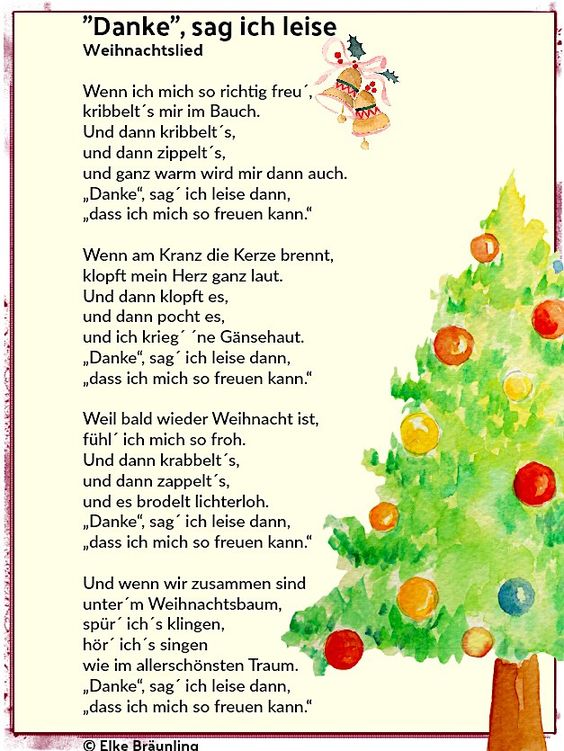 "Danke", sag ich leise
Weihnachtslied
Wenn ich mich so richtig freu´,
kribbelt´s mir im Bauch.
Und dann kribbelt´s,
und dann zippelt´s,
und ganz warm wird mir dann auch.
„Danke“, sag´ ich leise dann,
„dass ich mich so freuen kann.“
Wenn am Kranz die Kerze brennt,
klopft mein Herz ganz laut.
Und dann klopft es,
und dann pocht es,
und ich krieg´ ´ne Gänsehaut.
„Danke“, sag´ ich leise dann,
„dass ich mich so freuen kann.“
Weil bald wieder Weihnacht ist,
fühl´ ich mich so froh.
Und dann krabbelt´s,
und dann zappelt´s,
und es brodelt lichterloh.
„Danke“, sag´ ich leise dann,
„dass ich mich so freuen kann.“
Und wenn wir zusammen sind
unter´m Weihnachtsbaum,
spür´ ich´s klingen,
hör´ ich´s singen
wie im allerschönsten Traum.
„Danke“, sag´ ich leise dann,
„dass ich mich so freuen kann.“
© Elke Bräunling